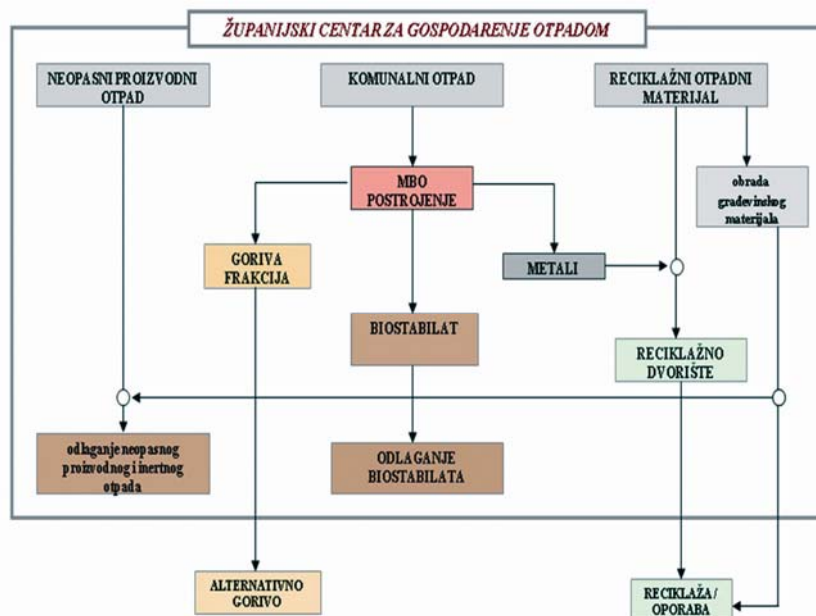 ŽUPANIJSKI CENTAR ZA GOSPODARENJE OTPADOM
NEOPASNI PROIZVODNI
OTPAD
KOMUNALNI OTPAD
RECIKLAŽNI OTPADNI
MATERIJAL
MBO
POSTROJENJE
obrada
građevinskog
materijala
GORIVA
FRAKCIJA
METALI
BIOSTABILAT
RECIKLAŽNO
DVORIŠTE
odlaganje neopasnog
proizvodnog i inertnog
otpada
ODLAGANJE
BIOSTABILATA
ALTERNATIVNO
GORIVO
RECIKLAŽA /
OPORABA